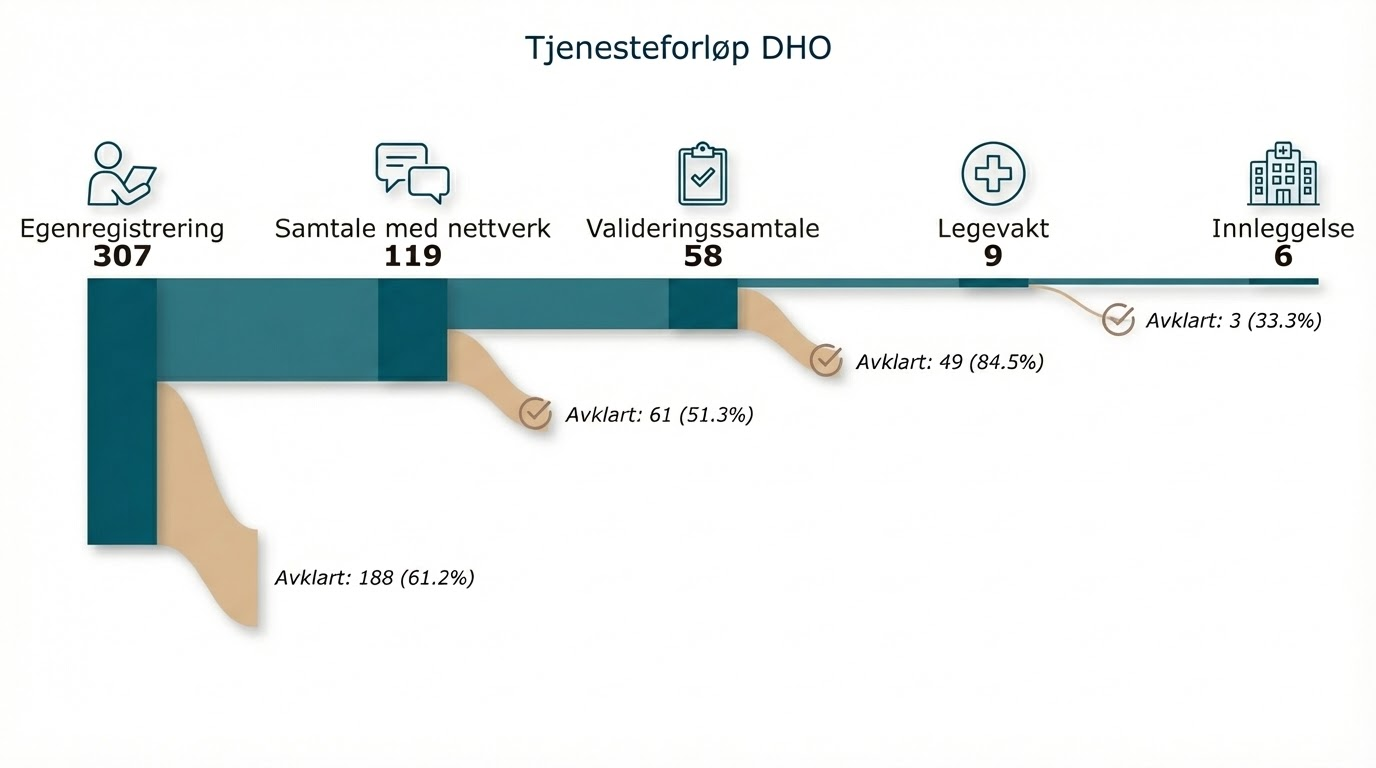 Tjenesteforløp DHO
Egenregistrering
307
Samtale med nettverk
119
Valideringssamtale
58
Legevakt
9
Innleggelse
6
Avklart: 3 (33.3%)
Avklart: 49 (84.5%)
Avklart: 61 (51.3%)
Avklart: 188 (61.2%)